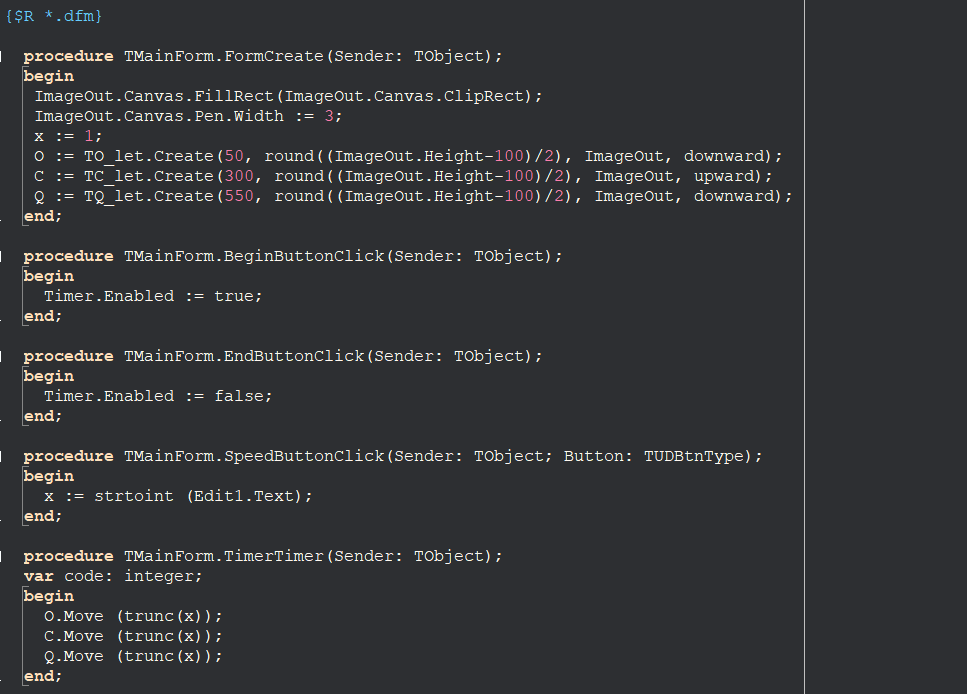 {$R *.dfm}
procedure TMainForm.FormCreate(Sender: TObject);
begin
ImageOut.Canvas.FillRect(ImageOut.Canvas.ClipRect);
ImageOut.Canvas.Pen.Width := 3;
x := 1;
O := TO_let.Create(50, round((ImageOut.Height-100)/2), ImageOut, downward);
C := TC_let.Create(300, round((ImageOut.Height-100)/2), ImageOut, upward);
Q := TQ_let.Create(550, round((ImageOut.Height-100)/2), ImageOut, downward);
end;
procedure TMainForm.BeginButtonClick(Sender: TObject);
begin
Timer.Enabled := true;
end;
procedure TMainForm.EndButtonClick(Sender: TObject);
begin
Timer.Enabled := false;
end;
procedure TMainForm.SpeedButtonClick(Sender: TObject; Button: TUDBtnType);
begin
x := strtoint (Edit1.Text);
end;
procedure TMainForm.TimerTimer(Sender: TObject);
var code: integer;
begin
O.Move (trunc(x));
C.Move (trunc(x));
Q.Move (trunc(x));
end;